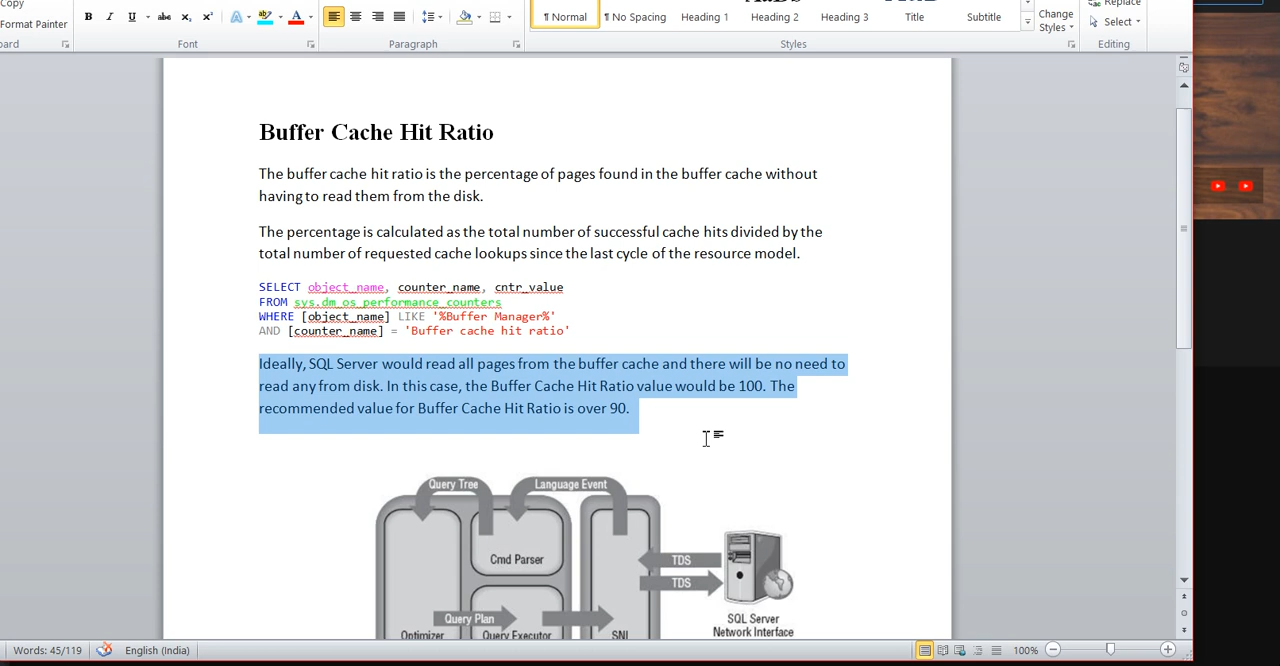 Copy
Format Painter
B I U abc x₂ x² A ab A
¶ Normal ¶ No Spacing Heading 1 Heading 2 Heading 3 Title Subtitle
Change
Styles
Replace
Select
Font Paragraph Styles Editing
Buffer Cache Hit Ratio
The buffer cache hit ratio is the percentage of pages found in the buffer cache without
having to read them from the disk.
The percentage is calculated as the total number of successful cache hits divided by the
total number of requested cache lookups since the last cycle of the resource model.
SELECT object_name, counter_name, cntr_value
FROM sys.dm_os_performance_counters
WHERE [object_name] LIKE '%Buffer Manager%'
AND [counter_name] = 'Buffer cache hit ratio'
Ideally, SQL Server would read all pages from the buffer cache and there will be no need to
read any from disk. In this case, the Buffer Cache Hit Ratio value would be 100. The
recommended value for Buffer Cache Hit Ratio is over 90.
Query Tree Language Event
Cmd Parser
TDS
TDS
Query Plan
SQL Server
Network Interface
Optimizer Query Executor SNI
Words: 45/119 English (India) 100%